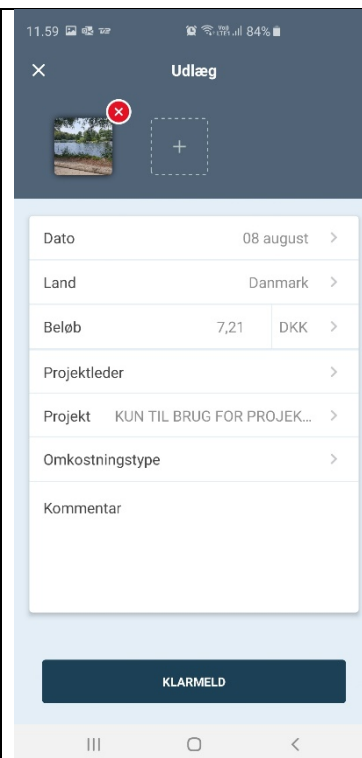 11.59 84%
Udlæg
Dato 08 august
Land Danmark
Beløb 7,21 DKK
Projektleder
Projekt KUN TIL BRUG FOR PROJEK...
Omkostningstype
Kommentar
KLARMELD